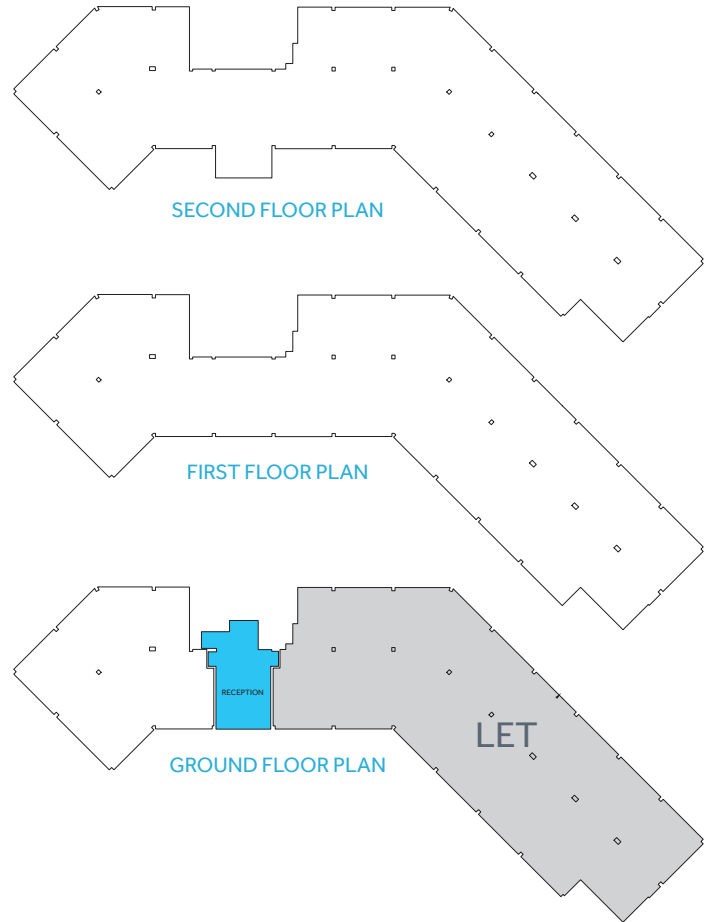 SECOND FLOOR PLAN
FIRST FLOOR PLAN
RECEPTION
LET
GROUND FLOOR PLAN